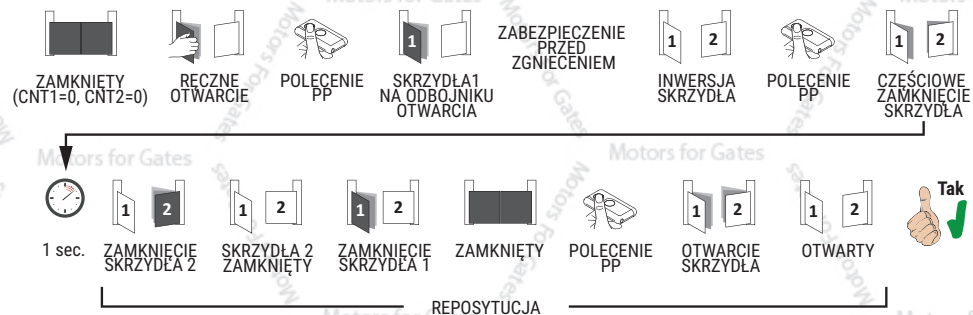 ZAMKNIĘTY
(CNT1=0, CNT2=0)
RĘCZNE
OTWARCIE
POLECENIE
PP
1
SKRZYDŁA1
NA ODBOJNIKU
OTWARCIA
ZABEZPIECZENIE
PRZED
ZGNIECENIEM
1 2
INWERSJA
SKRZYDŁA
POLECENIE
PP
1 2
CZĘŚCIOWE
ZAMKNIĘCIE
SKRZYDŁA
Motors for Gates
Motors for Gates
1 sec.
1 2
ZAMKNIĘCIE
SKRZYDŁA 2
1 2
SKRZYDŁA 2
ZAMKNIĘTY
1 2
ZAMKNIĘCIE
SKRZYDŁA 1
ZAMKNIĘTY
POLECENIE
PP
1 2
OTWARCIE
SKRZYDŁA
1 2
OTWARTY
Tak
REPOSYTUCJA